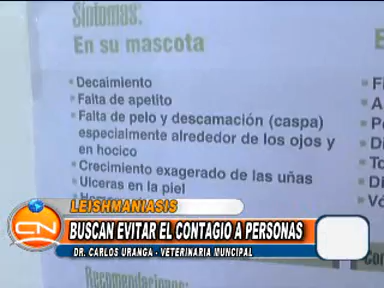 Síntomas:
En su mascota
Decaimiento
Falta de apetito
Falta de pelo y descamación (caspa)
especialmente alrededor de los ojos y
en hocico
Crecimiento exagerado de las uñas
Ulceras en la piel
LEISHMANIASIS
CN
BUSCAN EVITAR EL CONTAGIO A PERSONAS
DR. CARLOS URANGA - VETERINARIA MUNCIPAL
Recomendaciones: